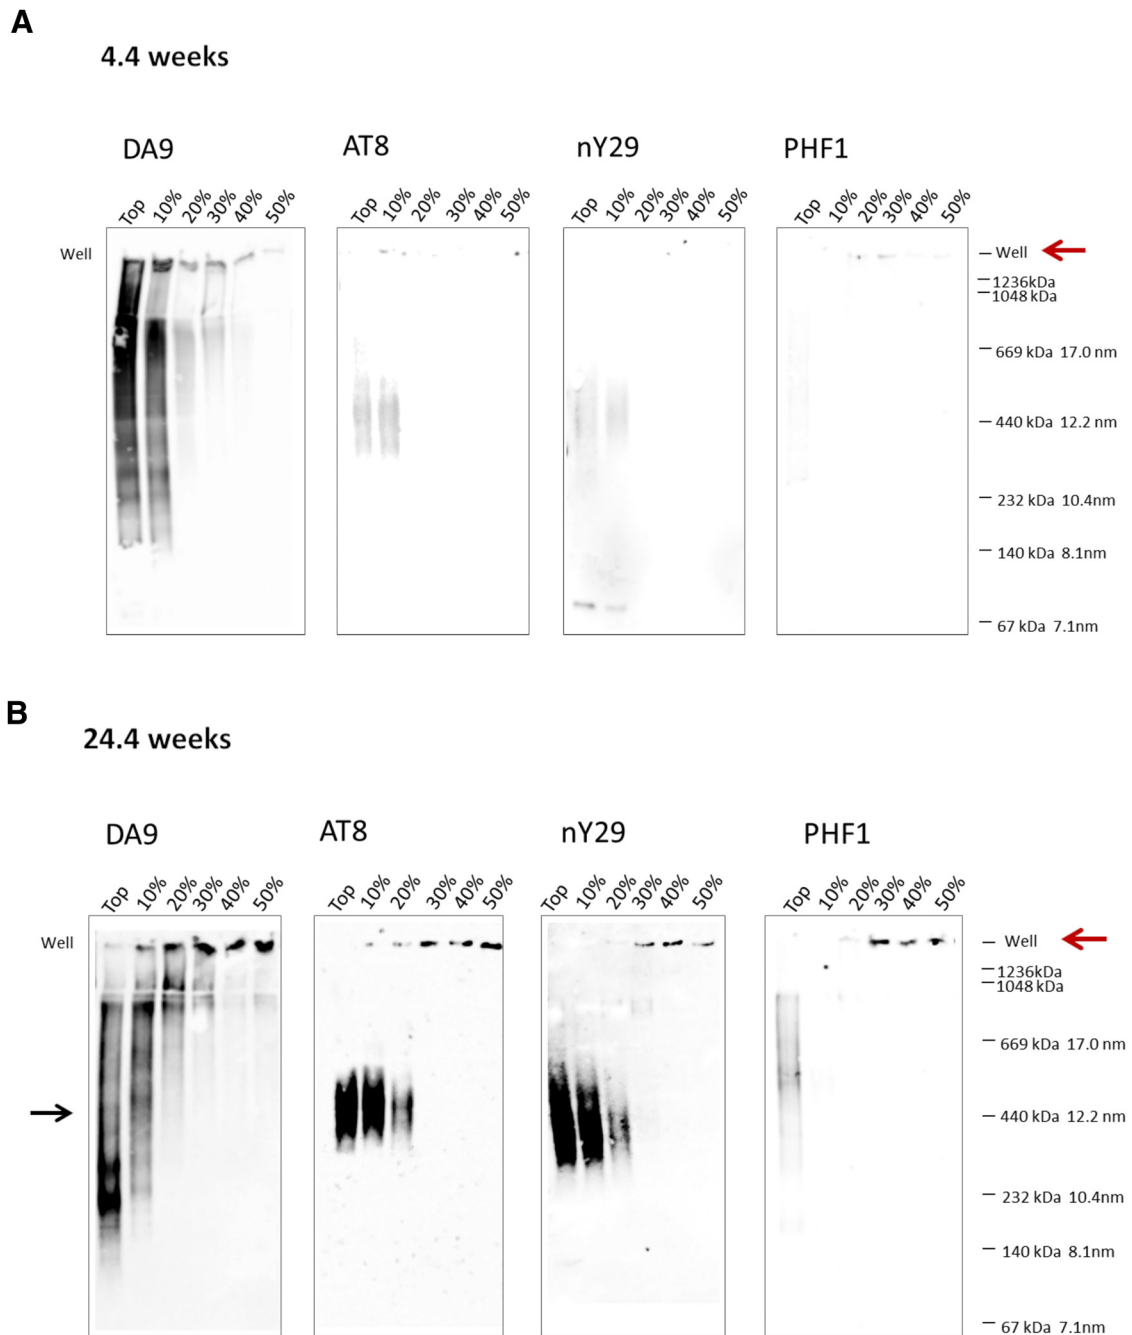 A
4.4 weeks
DA9 AT8 nY29 PHF1
Top 10% 20% 30% 40% 50% Top 10% 20% 30% 40% 50% Top 10% 20% 30% 40% 50% Top 10% 20% 30% 40% 50%
Well Well
1236kDa
1048 kDa
669 kDa 17.0 nm
440 kDa 12.2 nm
232 kDa 10.4nm
140 kDa 8.1nm
67 kDa 7.1nm
B
24.4 weeks
DA9 AT8 nY29 PHF1
Top 10% 20% 30% 40% 50% Top 10% 20% 30% 40% 50% Top 10% 20% 30% 40% 50% Top 10% 20% 30% 40% 50%
Well Well
1236kDa
1048 kDa
669 kDa 17.0 nm
440 kDa 12.2 nm
232 kDa 10.4nm
140 kDa 8.1nm
67 kDa 7.1nm